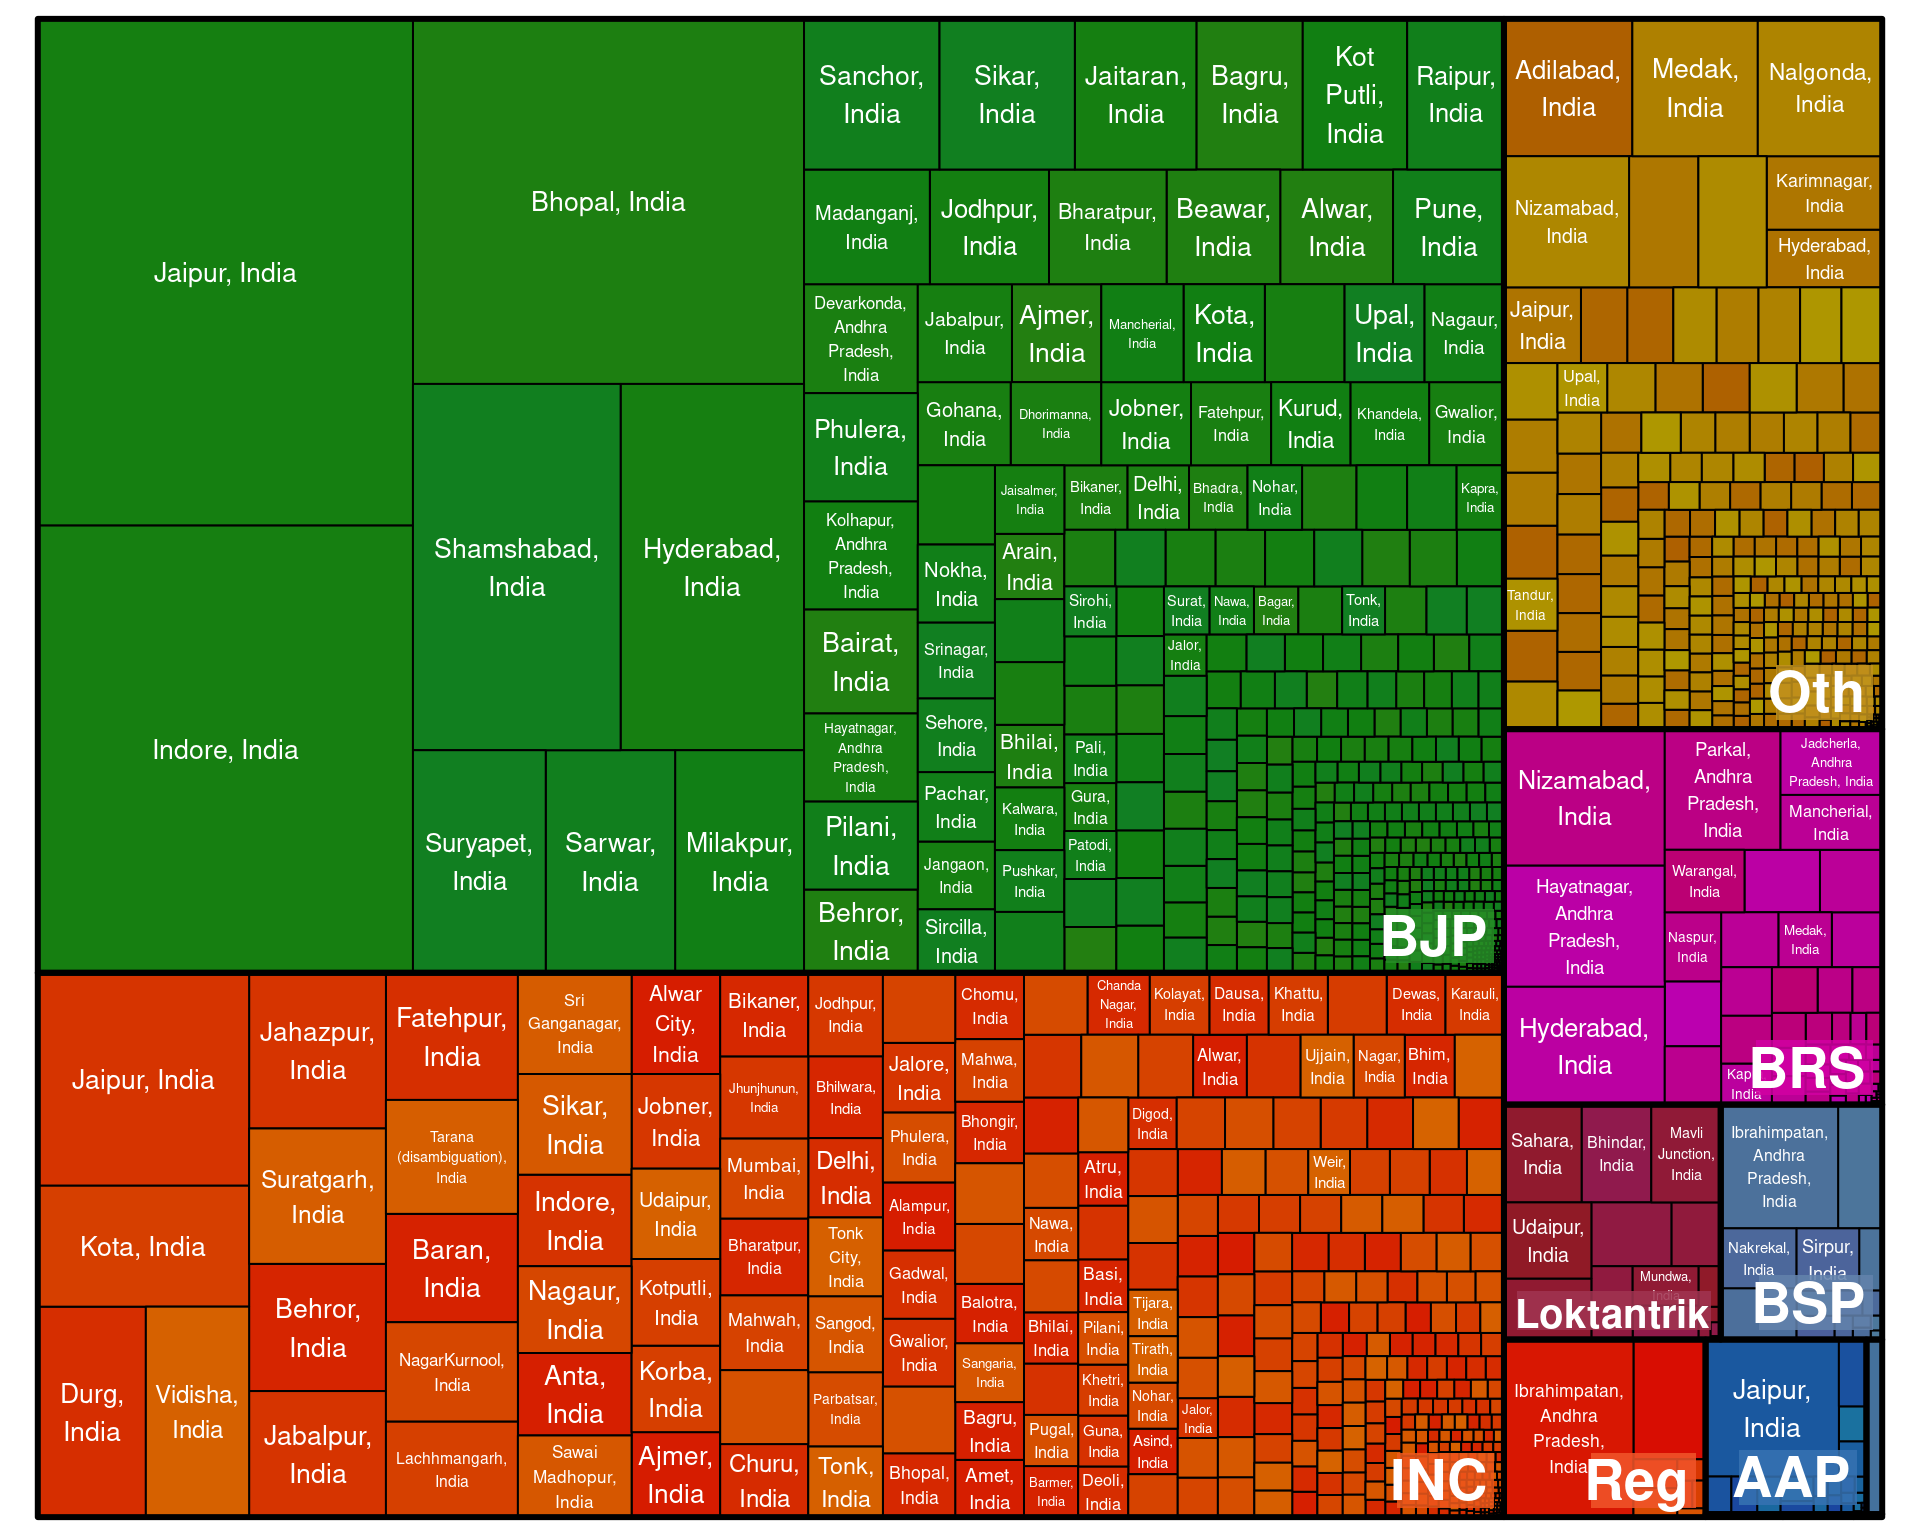 Jaipur, India
Bhopal, India
Indore, India
Shamshabad,
India
Hyderabad,
India
Suryapet,
India
Sarwar,
India
Milakpur,
India
Sanchor,
India
Sikar,
India
Jaitaran,
India
Bagru,
India
Kot
Putli,
India
Raipur,
India
Madanganj,
India
Jodhpur,
India
Bharatpur,
India
Beawar,
India
Alwar,
India
Pune,
India
Devarkonda,
Andhra
Pradesh,
India
Jabalpur,
India
Ajmer,
India
Mancherial,
India
Kota,
India
Upal,
India
Nagaur,
India
Phulera,
India
Gohana,
India
Dhorimanna,
India
Jobner,
India
Fatehpur,
India
Kurud,
India
Khandela,
India
Gwalior,
India
Kolhapur,
Andhra
Pradesh,
India
Jaisalmer,
India
Bikaner,
India
Delhi,
India
Bhadra,
India
Nohar,
India
Kapra,
India
Nokha,
India
Arain,
India
Bairat,
India
Srinagar,
India
Sirohi,
India
Surat,
India
Nawa,
India
Bagar,
India
Tonk,
India
Jalor,
India
Hayatnagar,
Andhra
Pradesh,
India
Sehore,
India
Bhilai,
India
Pali,
India
Pilani,
India
Pachar,
India
Kalwara,
India
Gura,
India
Jangaon,
India
Pushkar,
India
Patodi,
India
Behror,
India
Sircilla,
India
BJP
Jaipur, India
Kota, India
Durg,
India
Vidisha,
India
Jahazpur,
India
Suratgarh,
India
Behror,
India
Jabalpur,
India
Fatehpur,
India
Tarana
(disambiguation),
India
Baran,
India
NagarKurnool,
India
Lachhmangarh,
India
Sri
Ganganagar,
India
Sikar,
India
Indore,
India
Nagaur,
India
Anta,
India
Sawai
Madhopur,
India
Alwar
City,
India
Jobner,
India
Udaipur,
India
Kotputli,
India
Korba,
India
Ajmer,
India
Bikaner,
India
Jhunjhunun,
India
Mumbai,
India
Bharatpur,
India
Mahwah,
India
Churu,
India
Jodhpur,
India
Bhilwara,
India
Delhi,
India
Tonk
City,
India
Sangod,
India
Parbatsar,
India
Tonk,
India
Jalore,
India
Phulera,
India
Alampur,
India
Gadwal,
India
Gwalior,
India
Bhopal,
India
Chomu,
India
Mahwa,
India
Bhongir,
India
Balotra,
India
Sangaria,
India
Bagru,
India
Amet,
India
Nawa,
India
Bhilai,
India
Pugal,
India
Barmer,
India
Chanda
Nagar,
India
Kolayat,
India
Dausa,
India
Khattu,
India
Dewas,
India
Karauli,
India
Alwar,
India
Ujjain,
India
Nagar,
India
Bhim,
India
Digod,
India
Atru,
India
Weir,
India
Basi,
India
Tijara,
India
Pilani,
India
Tirath,
India
Khetri,
India
Nohar,
India
Jalor,
India
Guna,
India
Asind,
India
Deoli,
India
INC
Adilabad,
India
Medak,
India
Nalgonda,
India
Nizamabad,
India
Karimnagar,
India
Hyderabad,
India
Jaipur,
India
Upal,
India
Tandur,
India
Oth
Nizamabad,
India
Parkal,
Andhra
Pradesh,
India
Jadcherla,
Andhra
Pradesh, India
Mancherial,
India
Hayatnagar,
Andhra
Pradesh,
India
Warangal,
India
Naspur,
India
Medak,
India
Hyderabad,
India
India
BRS
Sahara,
India
Bhindar,
India
Mavli
Junction,
India
Udaipur,
India
Mundwa,
India
Loktantrik
Ibrahimpatan,
Andhra
Pradesh,
India
Nakrekal,
India
Sirpur,
India
BSP
Ibrahimpatan,
Andhra
Pradesh,
India
Reg
Jaipur,
India
AAP